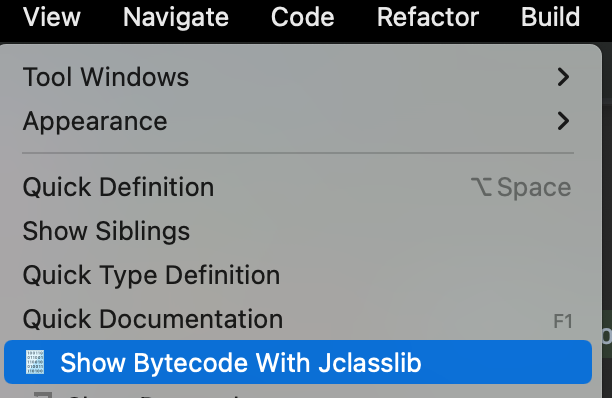 View Navigate Code Refactor Build
Tool Windows
Appearance
Quick Definition ⌥Space
Show Siblings
Quick Type Definition
Quick Documentation F1
Show Bytecode With Jclasslib